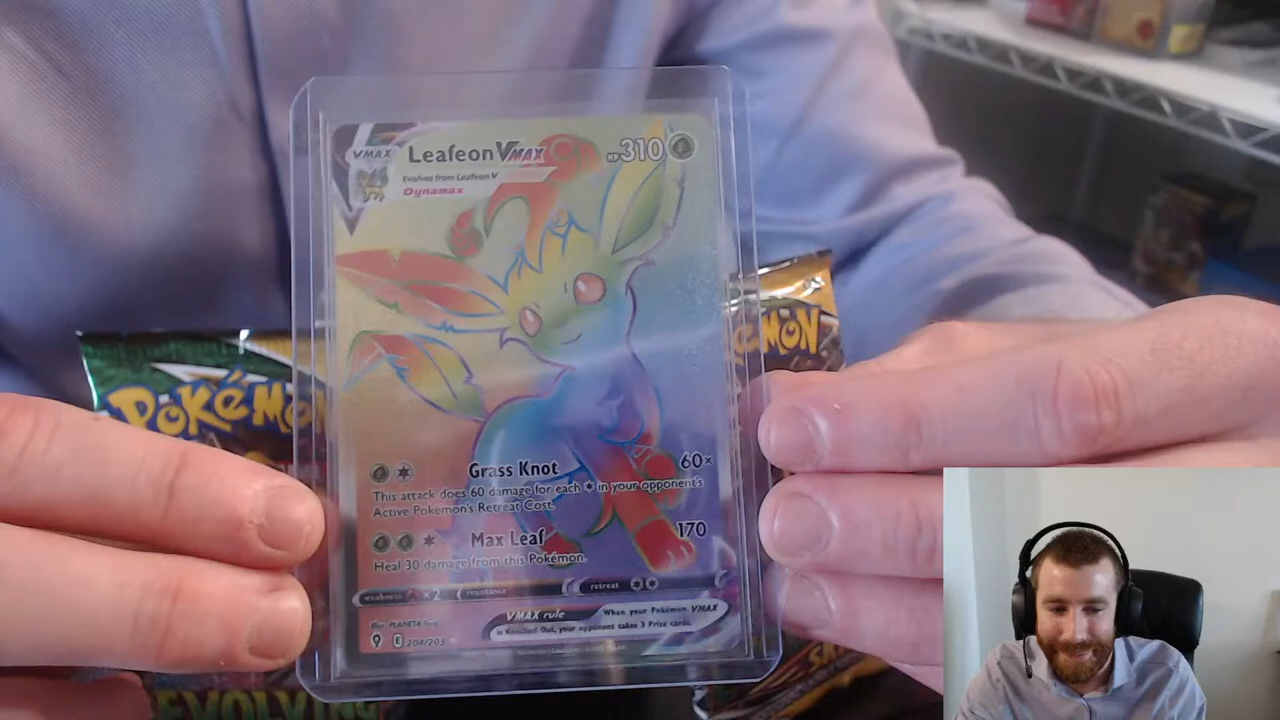 VMAX
Leafeon VMAX
HP 310
Evolves from Leafeon V
Dynamax
POKéMON
POKéMON
Grass Knot
60×
This attack does 60 damage for each in your opponent's
Active Pokémon's Retreat Cost.
Max Leaf
170
Heal 30 damage from this Pokémon.
weakness ×2 resistance retreat
VMAX rule When your Pokémon VMAX
is Knocked Out, your opponent takes 3 Prize cards.
Illus. PLANETA
E 204/203
EVOLVING